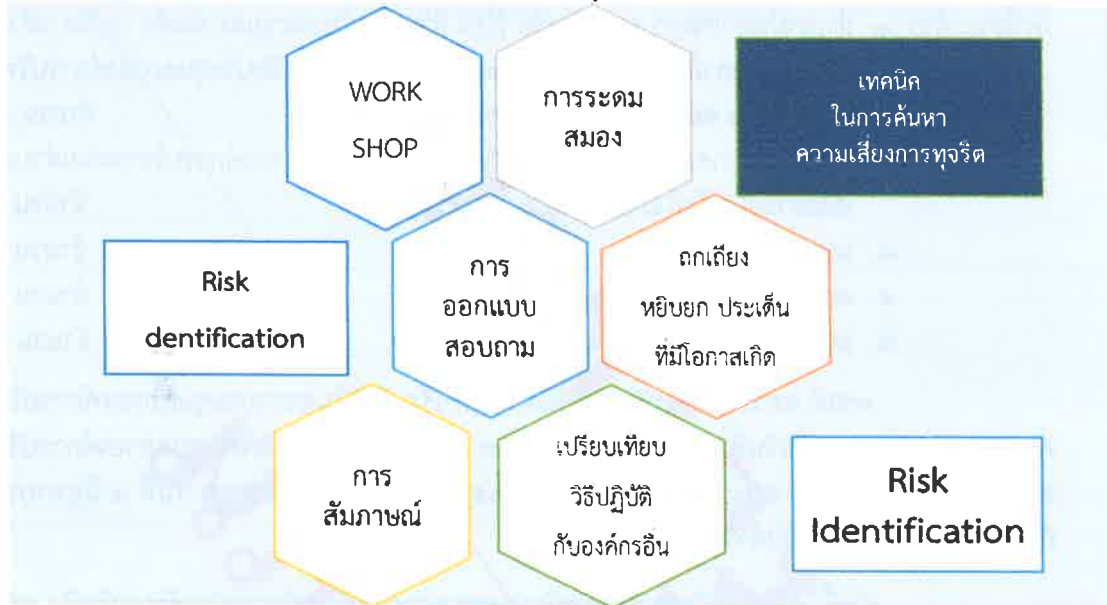 WORK
SHOP
การระดม
สมอง
เทคนิค
ในการค้นหา
ความเสี่ยงการทุจริต
Risk
dentification
การ
ออกแบบ
สอบถาม
ถกเถียง
หยิบยก ประเด็น
ที่มีโอกาสเกิด
การ
สัมภาษณ์
เปรียบเทียบ
วิธีปฏิบัติ
กับองค์กรอื่น
Risk
Identification